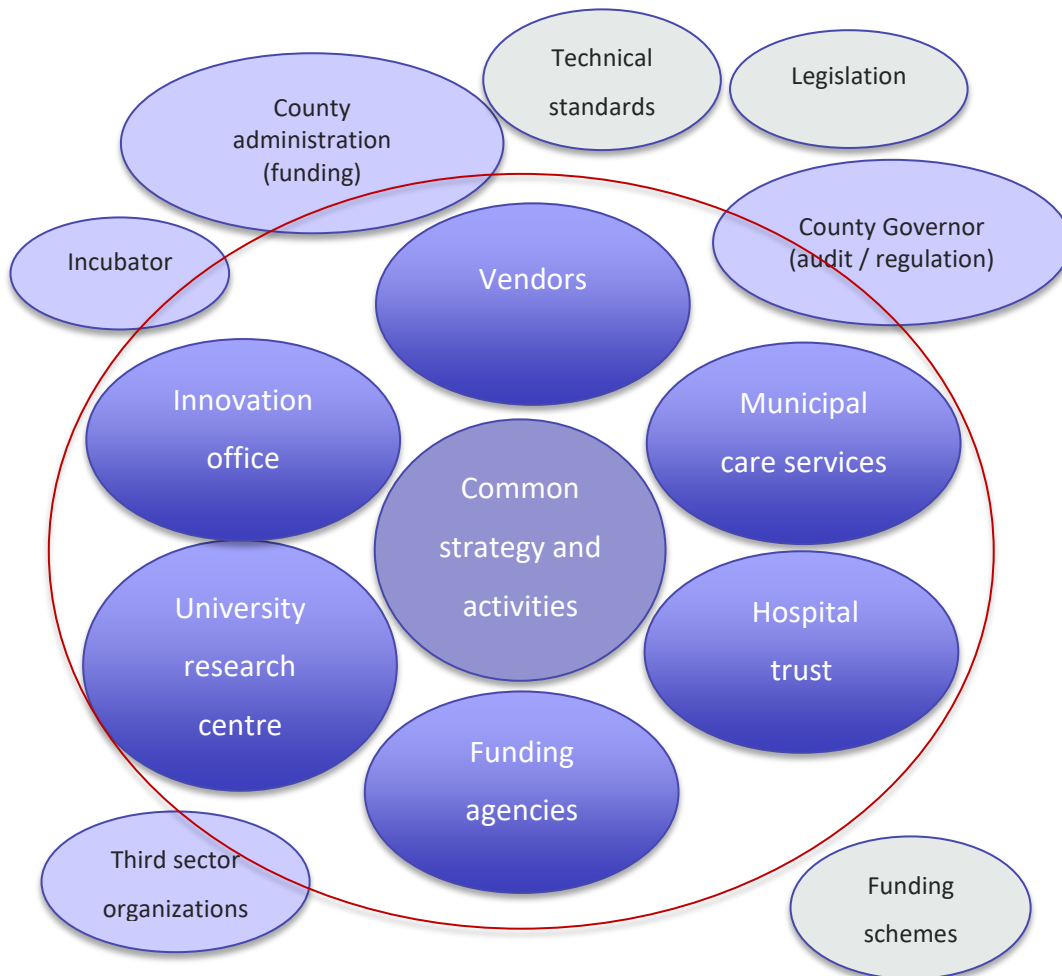 Technical
standards
Legislation
County
administration
(funding)
County Governor
(audit / regulation)
Incubator
Vendors
Innovation
office
Municipal
care services
Common
strategy and
activities
University
research
centre
Hospital
trust
Funding
agencies
Third sector
organizations
Funding
schemes